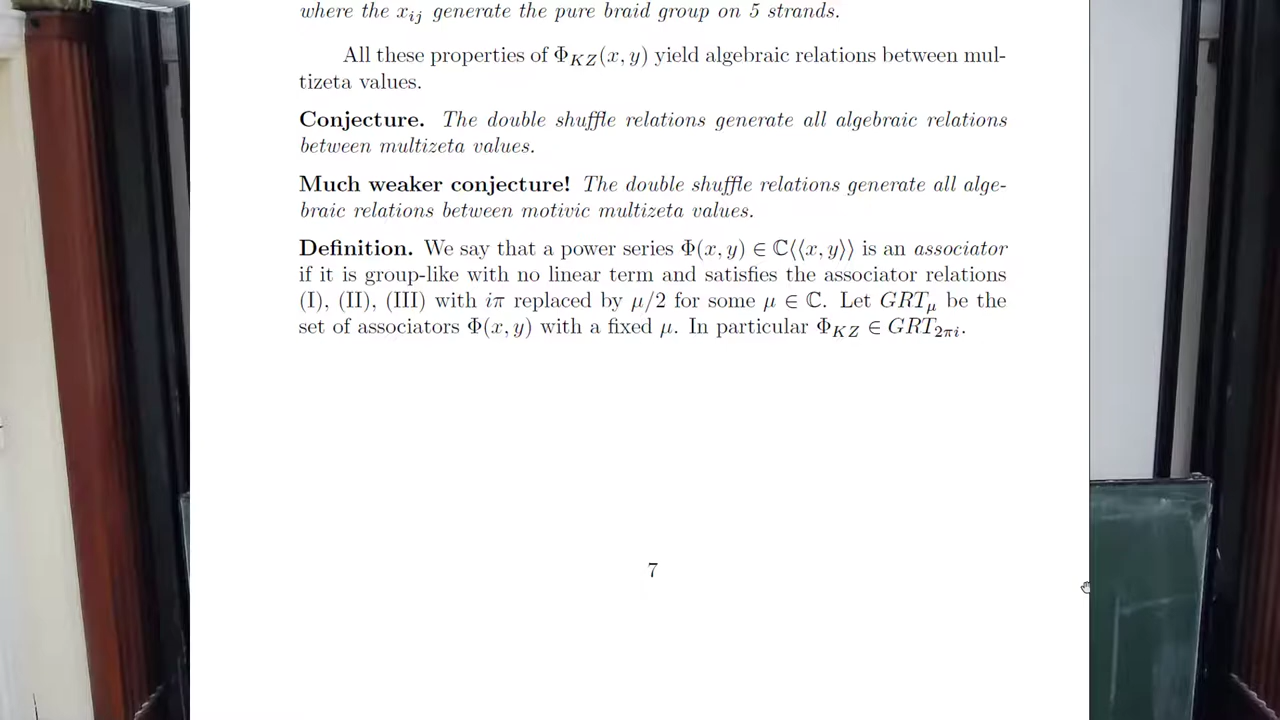 where the x_{ij} generate the pure braid group on 5 strands.
All these properties of Φ_{KZ}(x, y) yield algebraic relations between mul-
tizeta values.
Conjecture. The double shuffle relations generate all algebraic relations
between multizeta values.
Much weaker conjecture! The double shuffle relations generate all alge-
braic relations between motivic multizeta values.
Definition. We say that a power series Φ(x, y) ∈ ℂ⟨⟨x, y⟩⟩ is an associator
if it is group-like with no linear term and satisfies the associator relations
(I), (II), (III) with iπ replaced by μ/2 for some μ ∈ ℂ. Let GRT_μ be the
set of associators Φ(x, y) with a fixed μ. In particular Φ_{KZ} ∈ GRT_{2πi}.
7